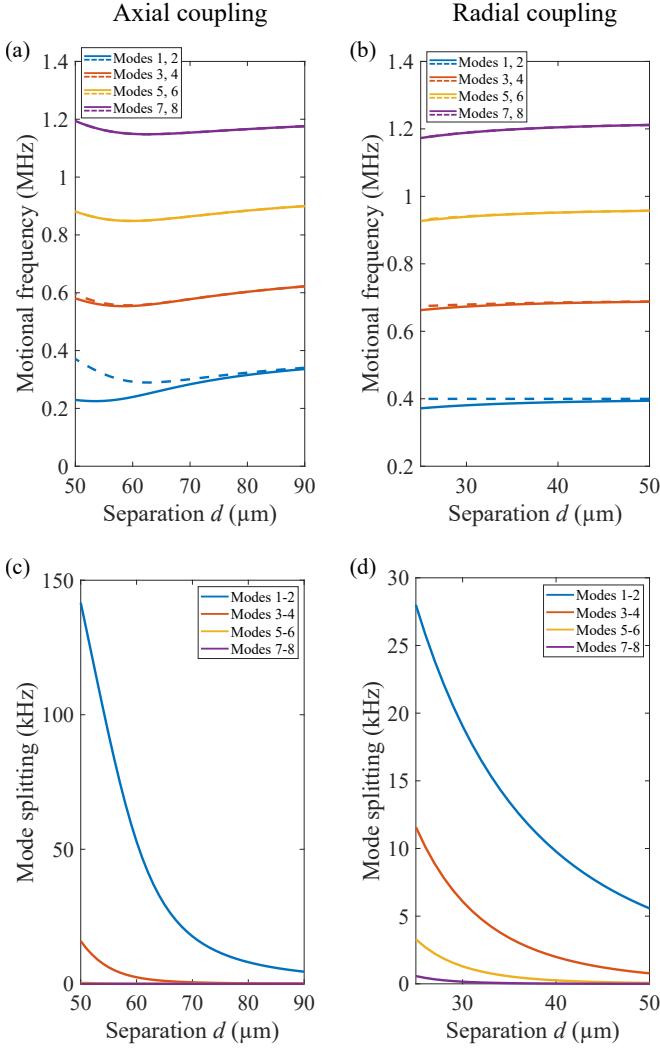 Axial coupling
Radial coupling
(a)
Modes 1, 2
Modes 3, 4
Modes 5, 6
Modes 7, 8
1.4
1.2
1
0.8
0.6
0.4
0.2
0
Motional frequency (MHz)
50 60 70 80 90
Separation d (µm)
(b)
Modes 1, 2
Modes 3, 4
Modes 5, 6
Modes 7, 8
1.4
1.2
1
0.8
0.6
0.4
0.2
Motional frequency (MHz)
30 40 50
Separation d (µm)
(c)
Modes 1-2
Modes 3-4
Modes 5-6
Modes 7-8
150
100
50
0
Mode splitting (kHz)
50 60 70 80 90
Separation d (µm)
(d)
Modes 1-2
Modes 3-4
Modes 5-6
Modes 7-8
30
25
20
15
10
5
0
Mode splitting (kHz)
30 40 50
Separation d (µm)